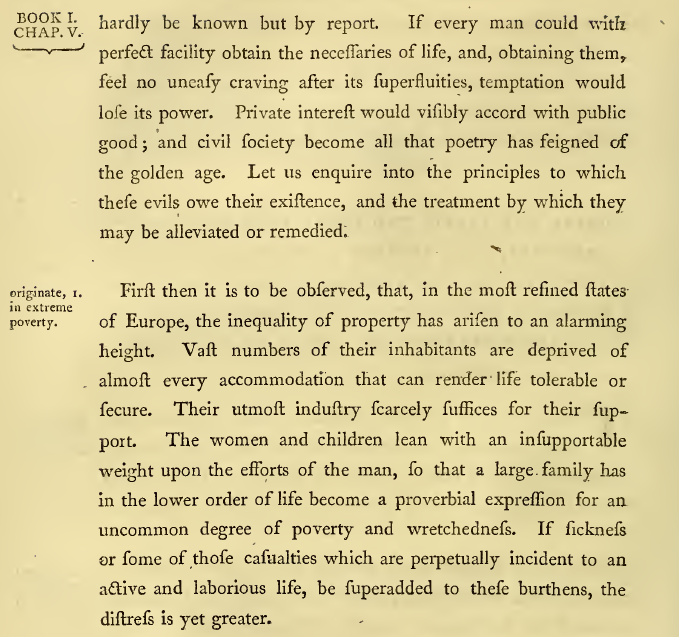 BOOK I.
CHAP. V.
hardly be known but by report. If every man could with
perfect facility obtain the neceſſaries of life, and, obtaining them,
feel no uneaſy craving after its ſuperfluities, temptation would
loſe its power. Private intereſt would viſibly accord with public
good; and civil ſociety become all that poetry has feigned of
the golden age. Let us enquire into the principles to which
theſe evils owe their exiſtence, and the treatment by which they
may be alleviated or remedied.
originate, 1.
in extreme
poverty.
Firſt then it is to be obſerved, that, in the moſt refined ſtates
of Europe, the inequality of property has ariſen to an alarming
height. Vaſt numbers of their inhabitants are deprived of
almoſt every accommodation that can render life tolerable or
ſecure. Their utmoſt induſtry ſcarcely ſuffices for their ſup-
port. The women and children lean with an inſupportable
weight upon the efforts of the man, ſo that a large family has
in the lower order of life become a proverbial expreſſion for an
uncommon degree of poverty and wretchedneſs. If ſickneſs
or ſome of thoſe caſualties which are perpetually incident to an
active and laborious life, be ſuperadded to theſe burthens, the
diſtreſs is yet greater.